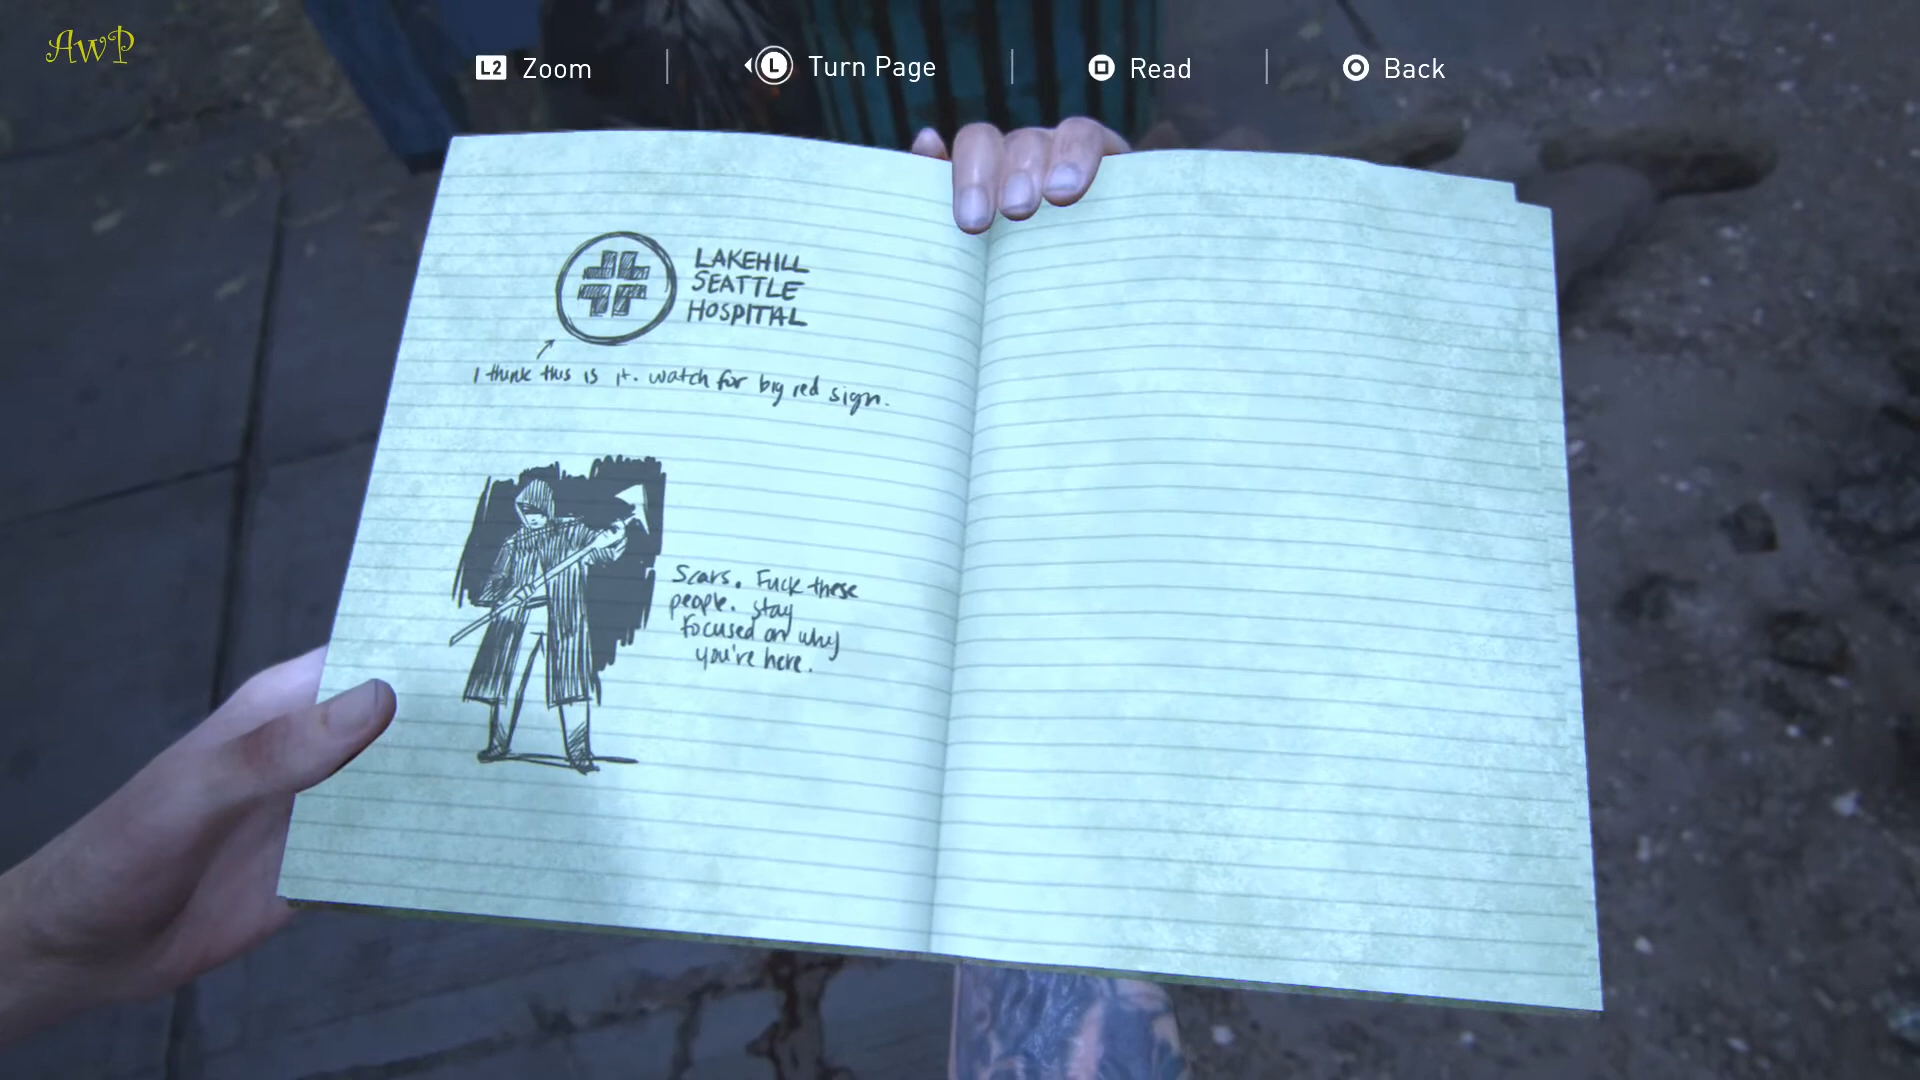 AwP
L2 Zoom
L Turn Page
Read
Back
LAKEHILL
SEATTLE
HOSPITAL
I think this is it. watch for big red sign.
Scars. Fuck these
people. stay
focused on why
you're here.